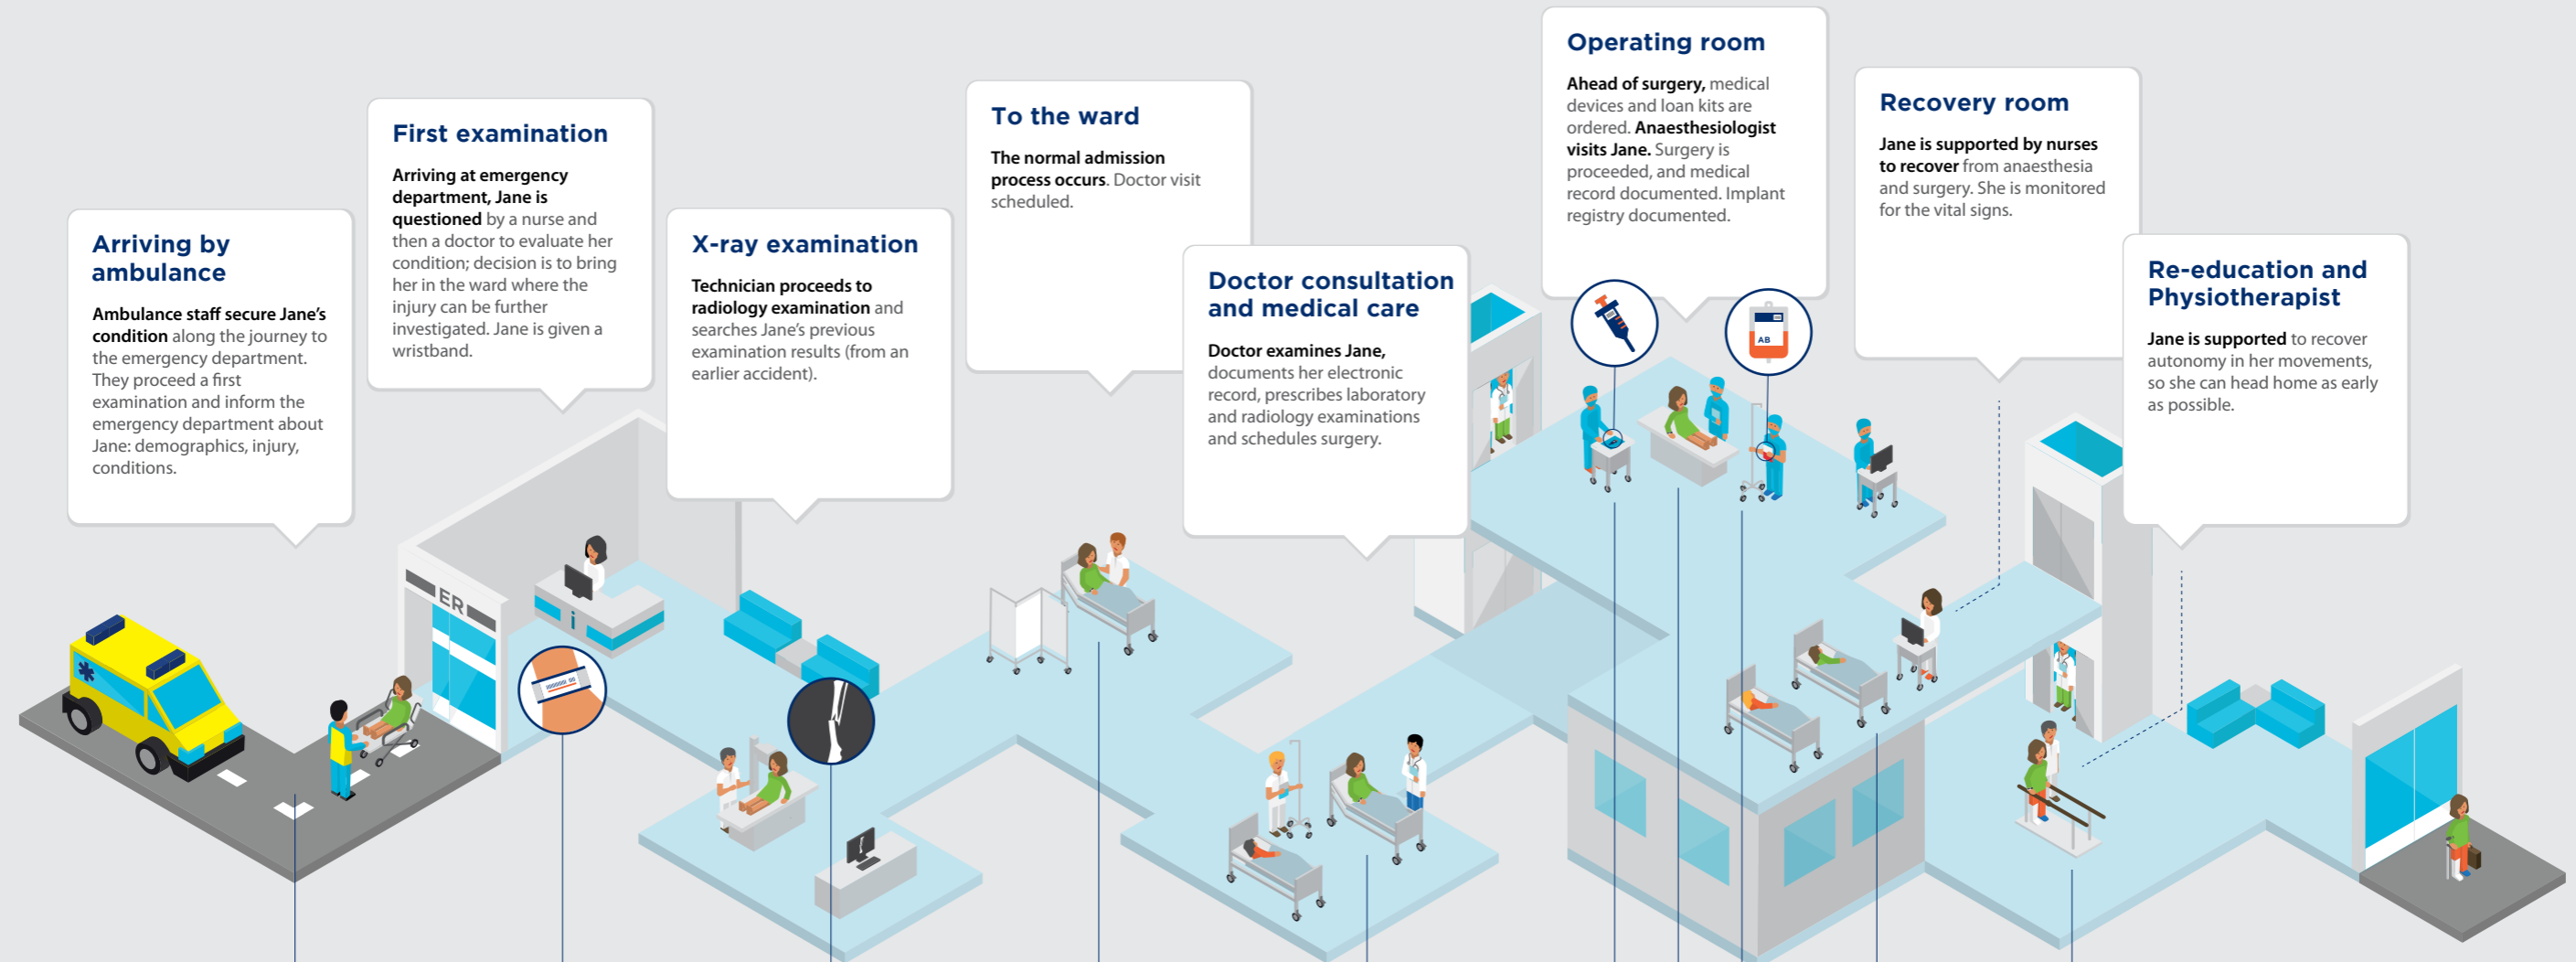 Arriving by
ambulance
Ambulance staff secure Jane's
condition along the journey to
the emergency department.
They proceed a first
examination and inform the
emergency department about
Jane: demographics, injury,
conditions.
First examination
Arriving at emergency
department, Jane is
questioned by a nurse and
then a doctor to evaluate her
condition; decision is to bring
her in the ward where the
injury can be further
investigated. Jane is given a
wristband.
X-ray examination
Technician proceeds to
radiology examination and
searches Jane's previous
examination results (from an
earlier accident).
To the ward
The normal admission
process occurs. Doctor visit
scheduled.
Doctor consultation
and medical care
Doctor examines Jane,
documents her electronic
record, prescribes laboratory
and radiology examinations
and schedules surgery.
Operating room
Ahead of surgery, medical
devices and loan kits are
ordered. Anaesthesiologist
visits Jane. Surgery is
proceeded, and medical
record documented. Implant
registry documented.
Recovery room
Jane is supported by nurses
to recover from anaesthesia
and surgery. She is monitored
for the vital signs.
Re-education and
Physiotherapist
Jane is supported to recover
autonomy in her movements,
so she can head home as early
as possible.
AB
ER
i